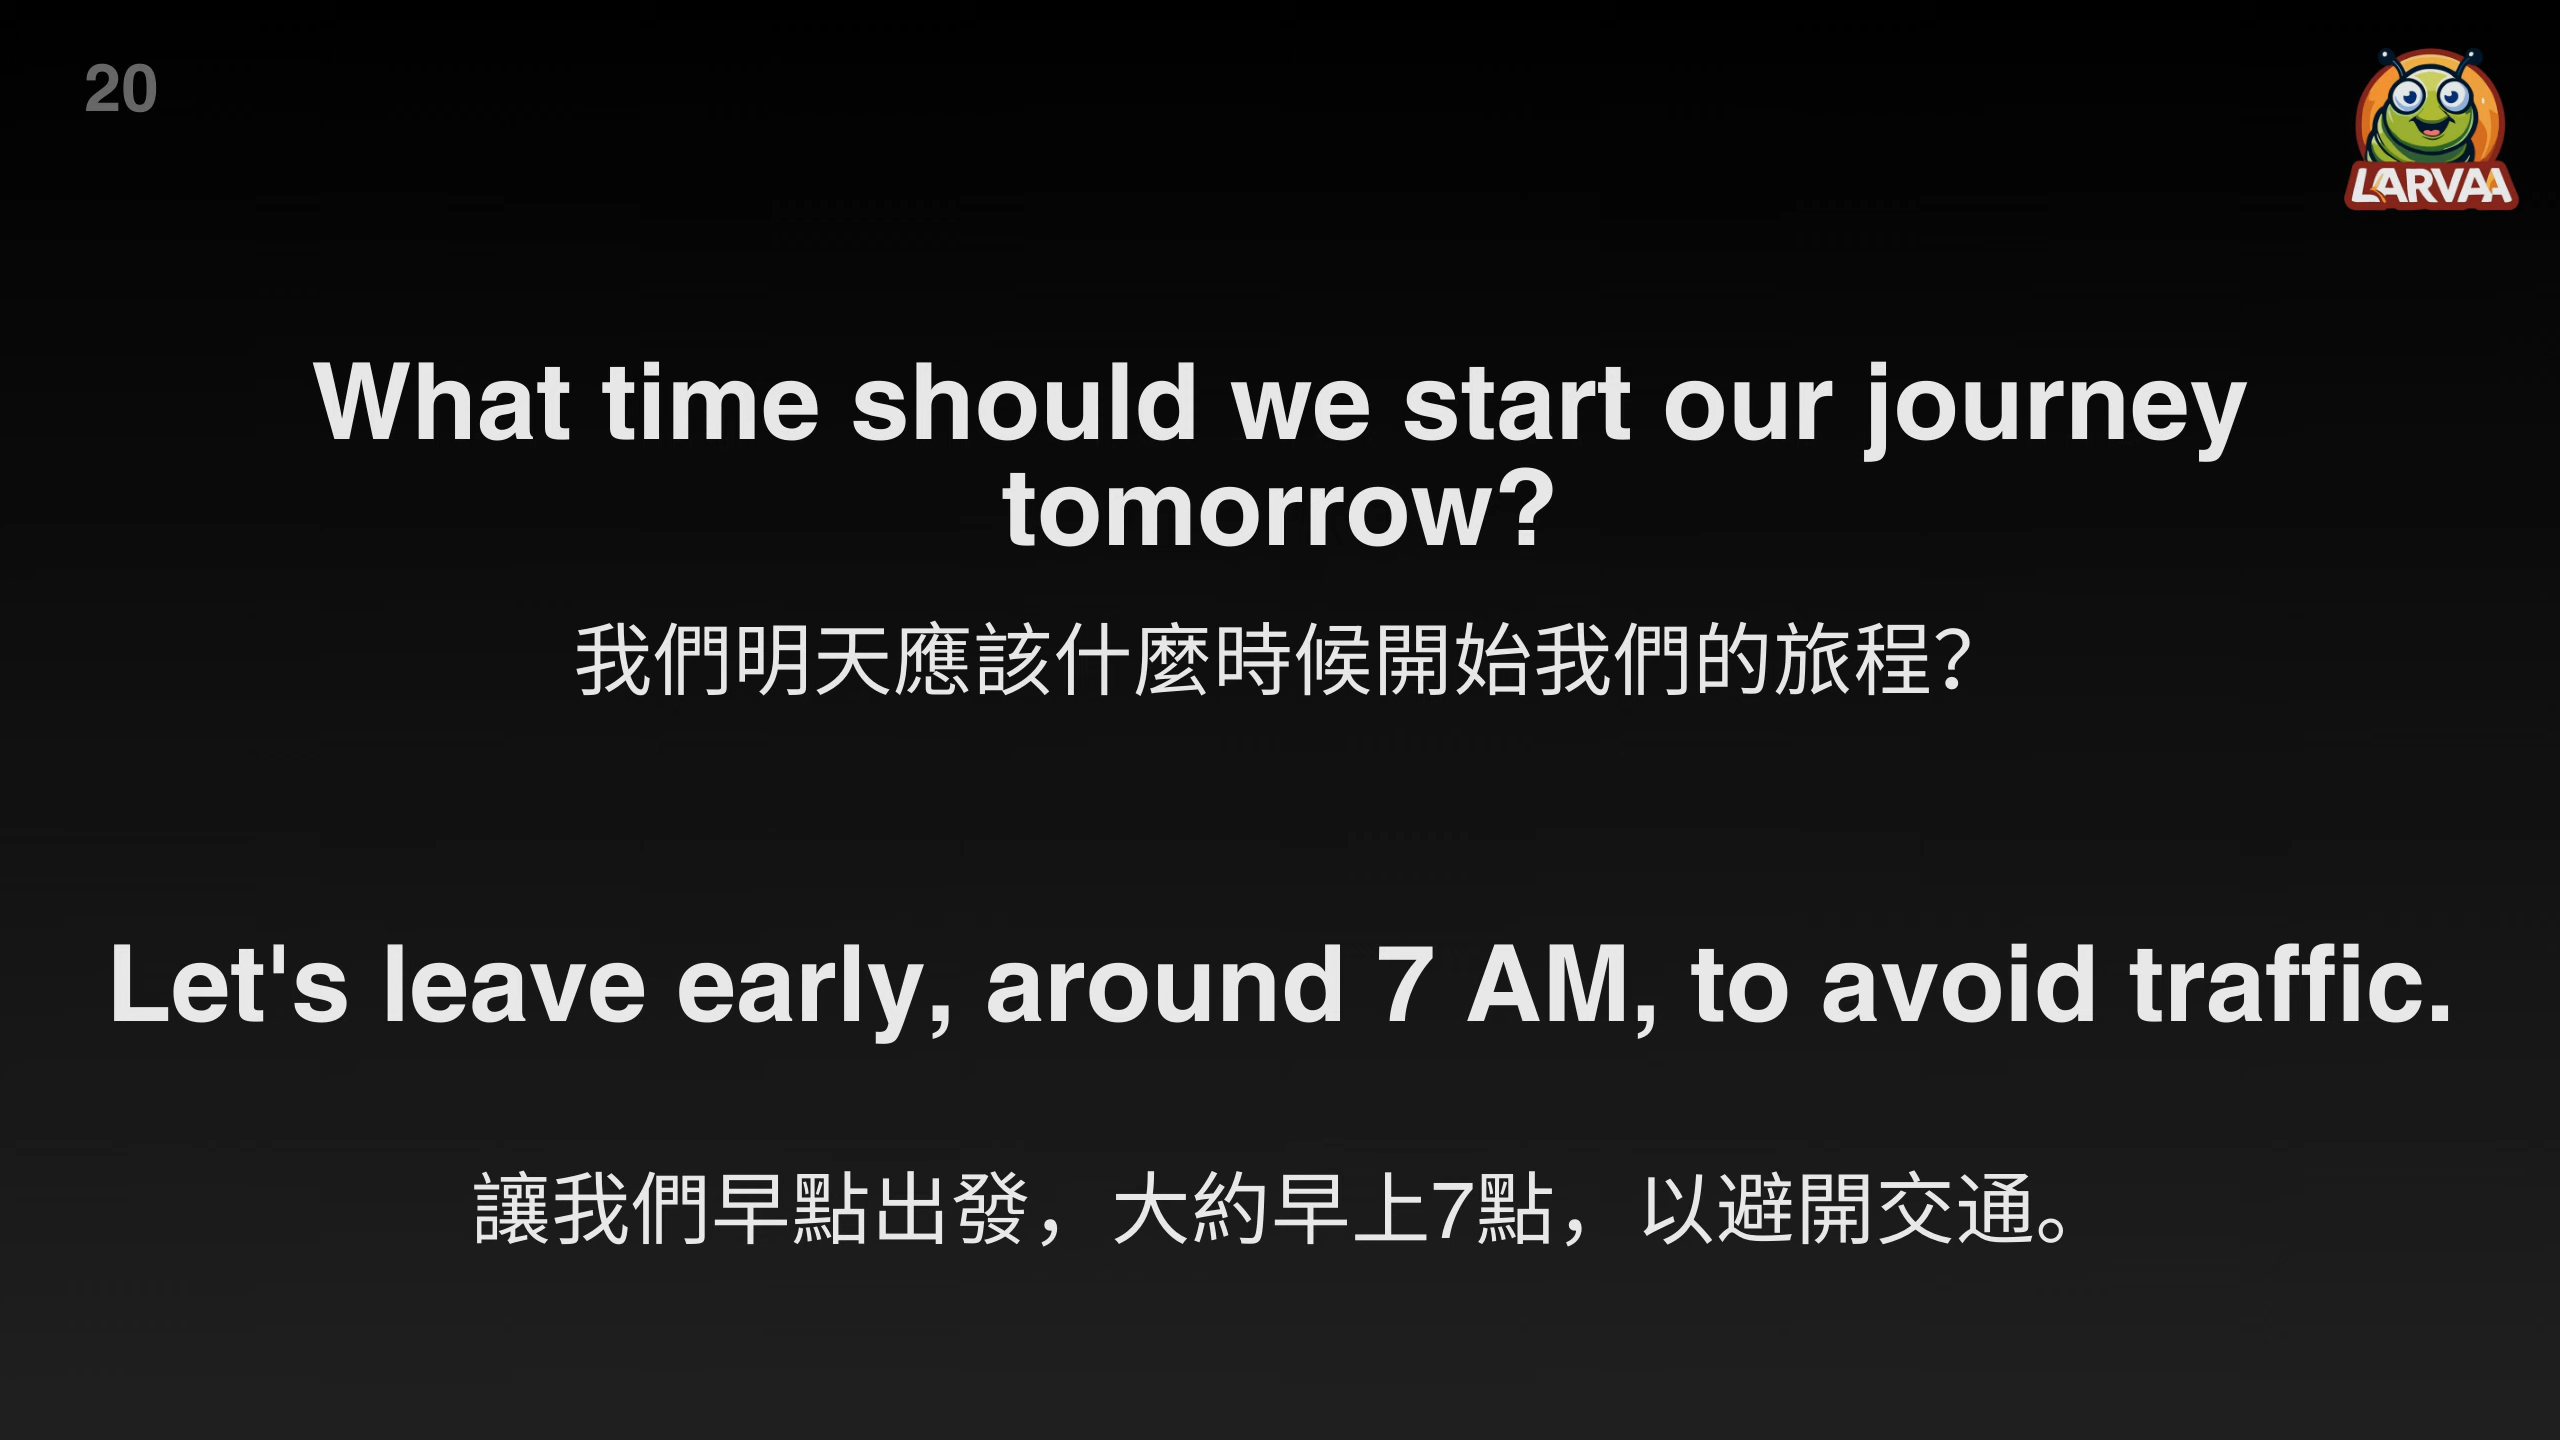 20
LARVAA
What time should we start our journey
tomorrow?
我們明天應該什麼時候開始我們的旅程?
Let's leave early, around 7 AM, to avoid traffic.
讓我們早點出發，大約早上7點，以避開交通。